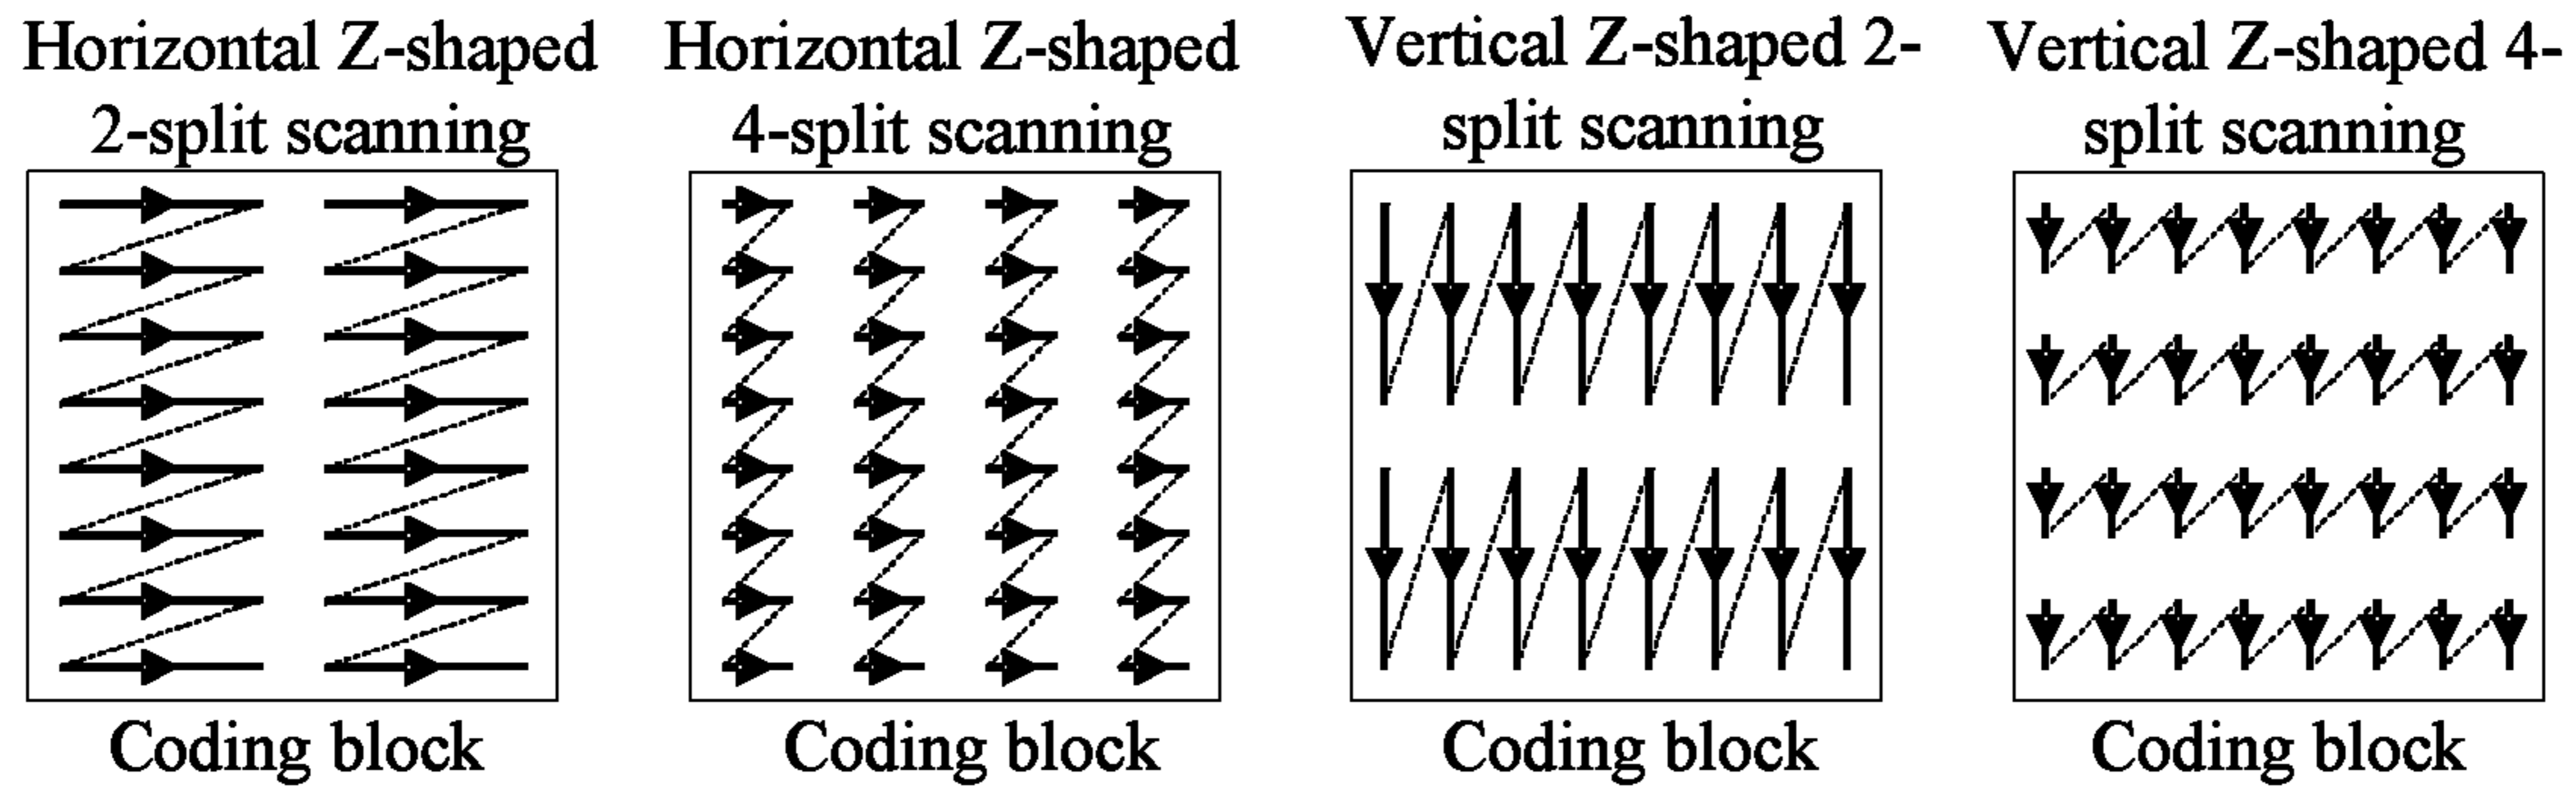 Horizontal Z-shaped
2-split scanning
Coding block
Horizontal Z-shaped
4-split scanning
Coding block
Vertical Z-shaped 2-
split scanning
Coding block
Vertical Z-shaped 4-
split scanning
Coding block